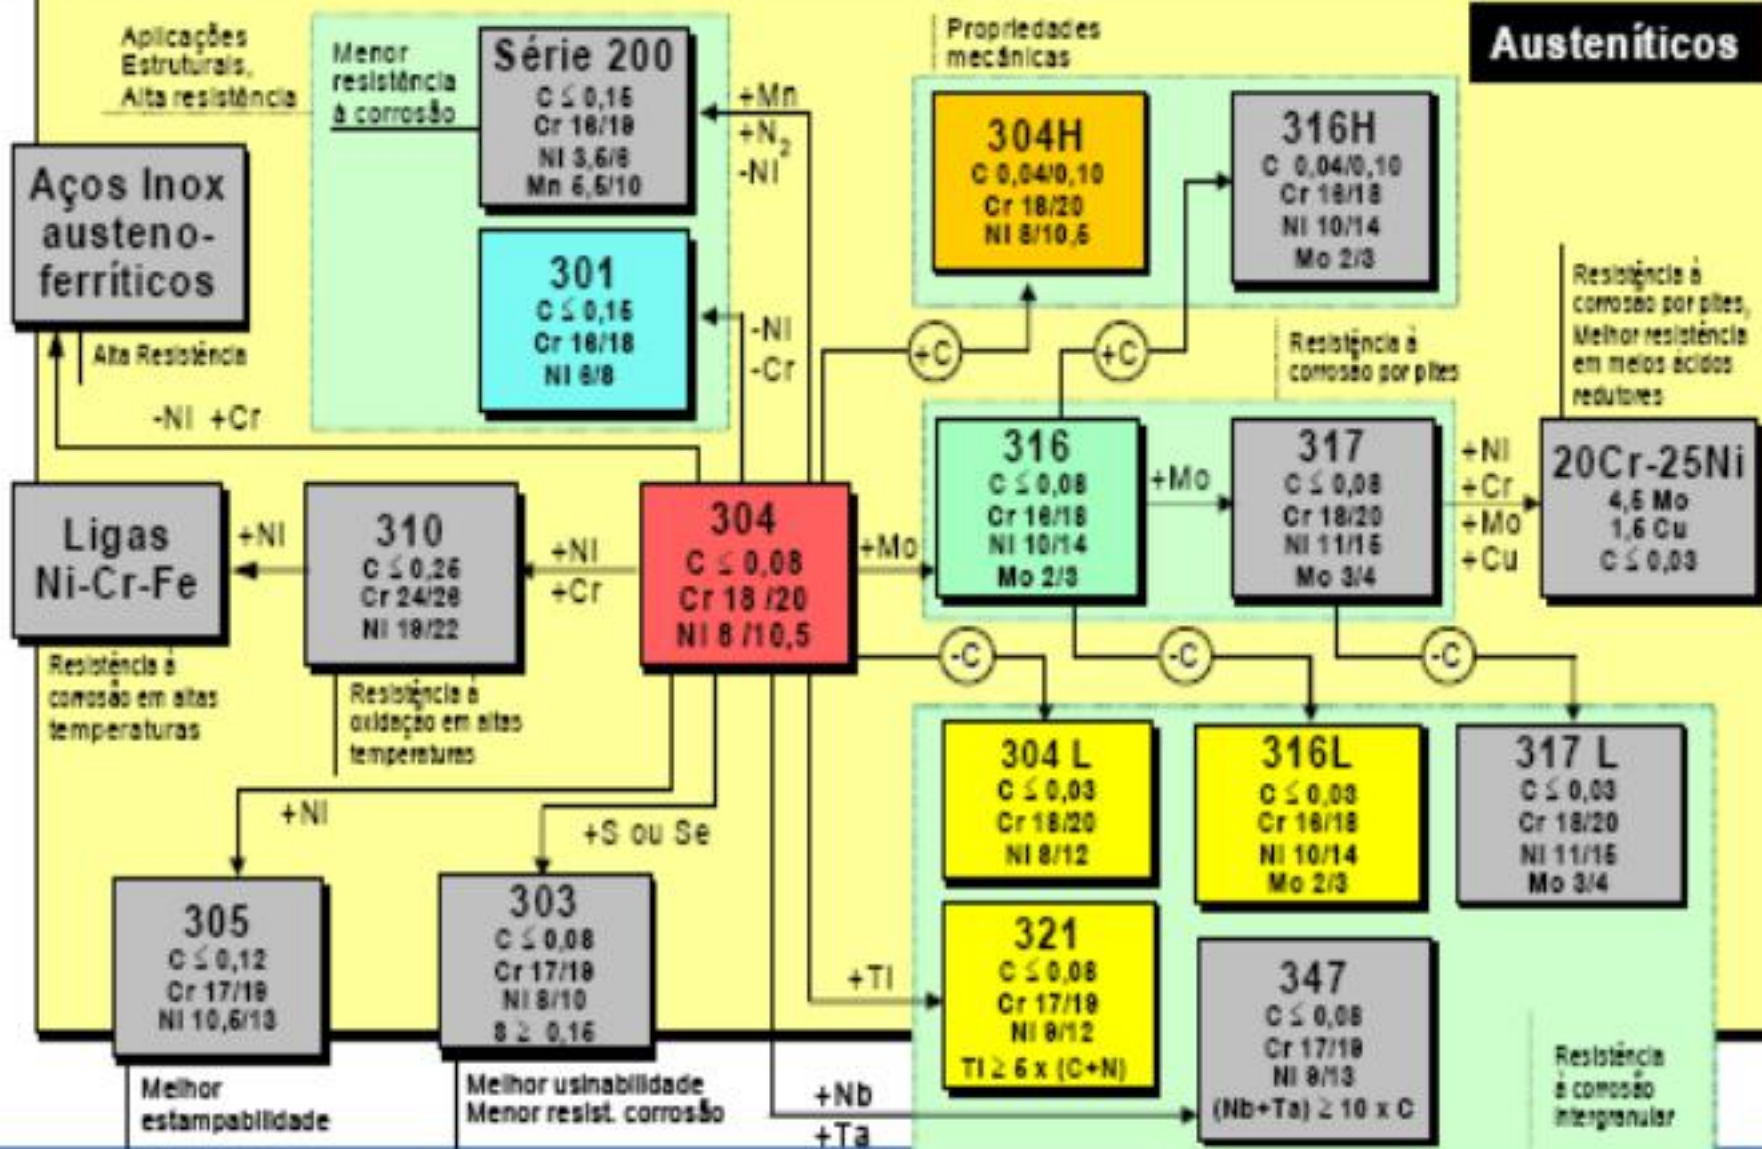 Austeníticos
Aplicações
Estruturais,
Alta resistência
Menor
resistência
à corrosão
Série 200
C ≤ 0,15
Cr 16/19
Ni 3,5/6
Mn 5,5/10
+Mn
+N2
-Ni
Propriedades
mecânicas
304H
C 0,04/0,10
Cr 18/20
Ni 8/10,5
316H
C 0,04/0,10
Cr 16/18
Ni 10/14
Mo 2/3
Aços Inox
austeno-
ferríticos
Alta Resistência
-Ni +Cr
301
C ≤ 0,15
Cr 16/18
Ni 6/8
-Ni
-Cr
+C
+C
Resistência à
corrosão por pites
Resistência à
corrosão por pites,
Melhor resistência
em meios ácidos
redutores
Ligas
Ni-Cr-Fe
+Ni
310
C ≤ 0,25
Cr 24/26
Ni 19/22
+Ni
+Cr
304
C ≤ 0,08
Cr 18 /20
Ni 8 /10,5
+Mo
316
C ≤ 0,08
Cr 16/18
Ni 10/14
Mo 2/3
+Mo
317
C ≤ 0,08
Cr 18/20
Ni 11/15
Mo 3/4
+Ni
+Cr
+Mo
+Cu
20Cr-25Ni
4,5 Mo
1,5 Cu
C ≤ 0,03
Resistência à
corrosão em altas
temperaturas
Resistência à
oxidação em altas
temperaturas
-C
-C
-C
304 L
C ≤ 0,03
Cr 18/20
Ni 8/12
316L
C ≤ 0,03
Cr 16/18
Ni 10/14
Mo 2/3
317 L
C ≤ 0,03
Cr 18/20
Ni 11/15
Mo 3/4
+Ni
+S ou Se
305
C ≤ 0,12
Cr 17/19
Ni 10,5/13
303
C ≤ 0,08
Cr 17/19
Ni 8/10
S ≥ 0,15
+Ti
321
C ≤ 0,08
Cr 17/19
Ni 9/12
Ti ≥ 5 x (C+N)
347
C ≤ 0,08
Cr 17/19
Ni 9/13
(Nb+Ta) ≥ 10 x C
Melhor
estampabilidade
Melhor usinabilidade
Menor resist. corrosão
+Nb
+Ta
Resistência
à corrosão
intergranular